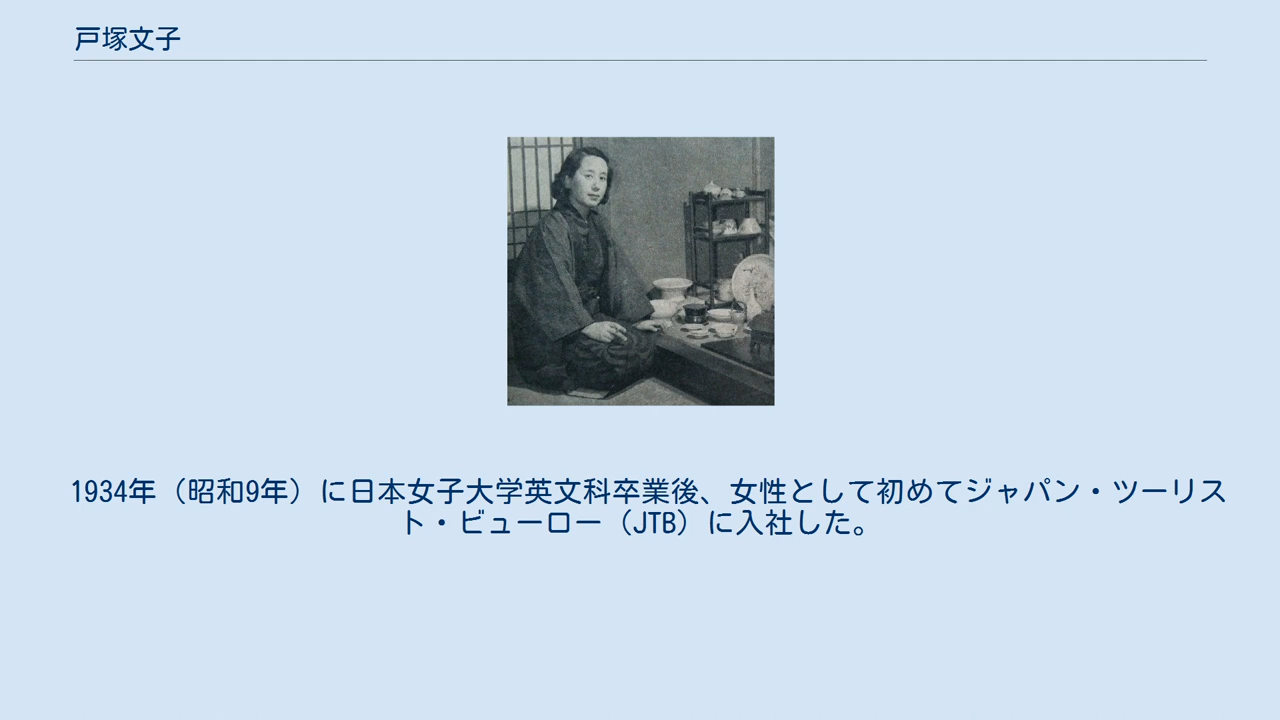 戸塚文子
1934年（昭和9年）に日本女子大学英文科卒業後、女性として初めてジャパン・ツーリス
ト・ビューロー（JTB）に入社した。